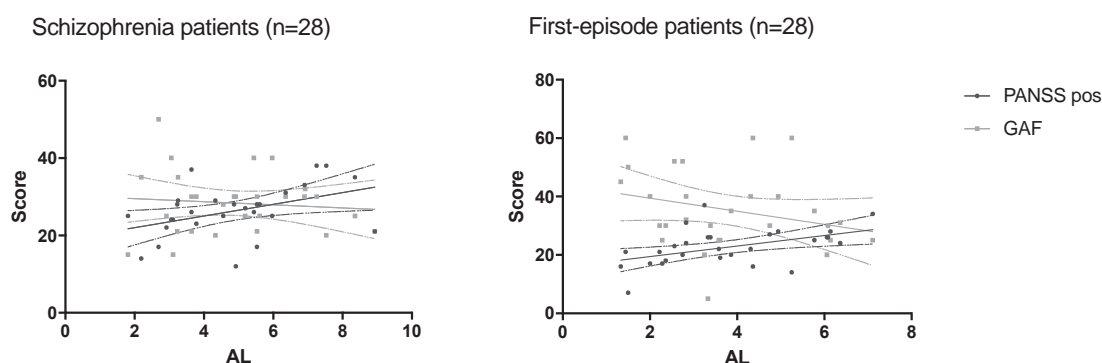 Schizophrenia patients (n=28)
First-episode patients (n=28)
PANSS pos
GAF
Score
60
40
20
0
0
2
4
6
8
10
AL
Score
80
60
40
20
0
0
2
4
6
8
AL